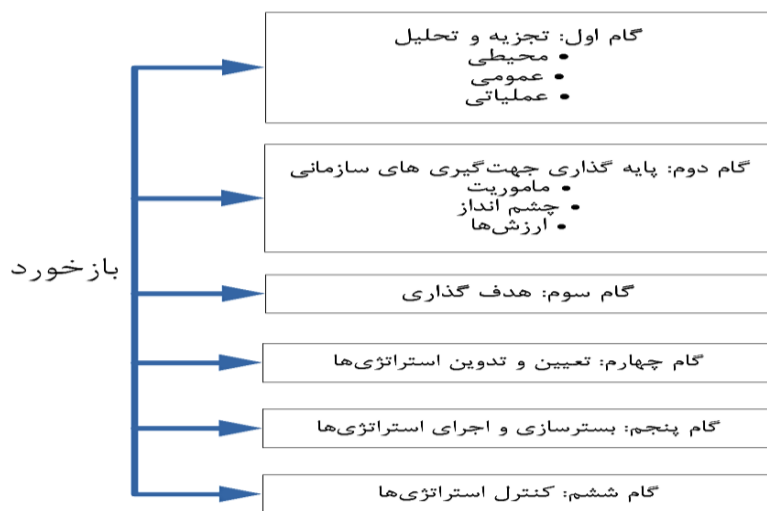 گام اول: تجزیه و تحلیل
• محیطی
• عمومی
• عملیاتی
گام دوم: پایه گذاری جهت‌گیری های سازمانی
• ماموریت
• چشم انداز
• ارزش‌ها
بازخورد
گام سوم: هدف گذاری
گام چهارم: تعیین و تدوین استراتژی‌ها
گام پنجم: بسترسازی و اجرای استراتژی‌ها
گام ششم: کنترل استراتژی‌ها